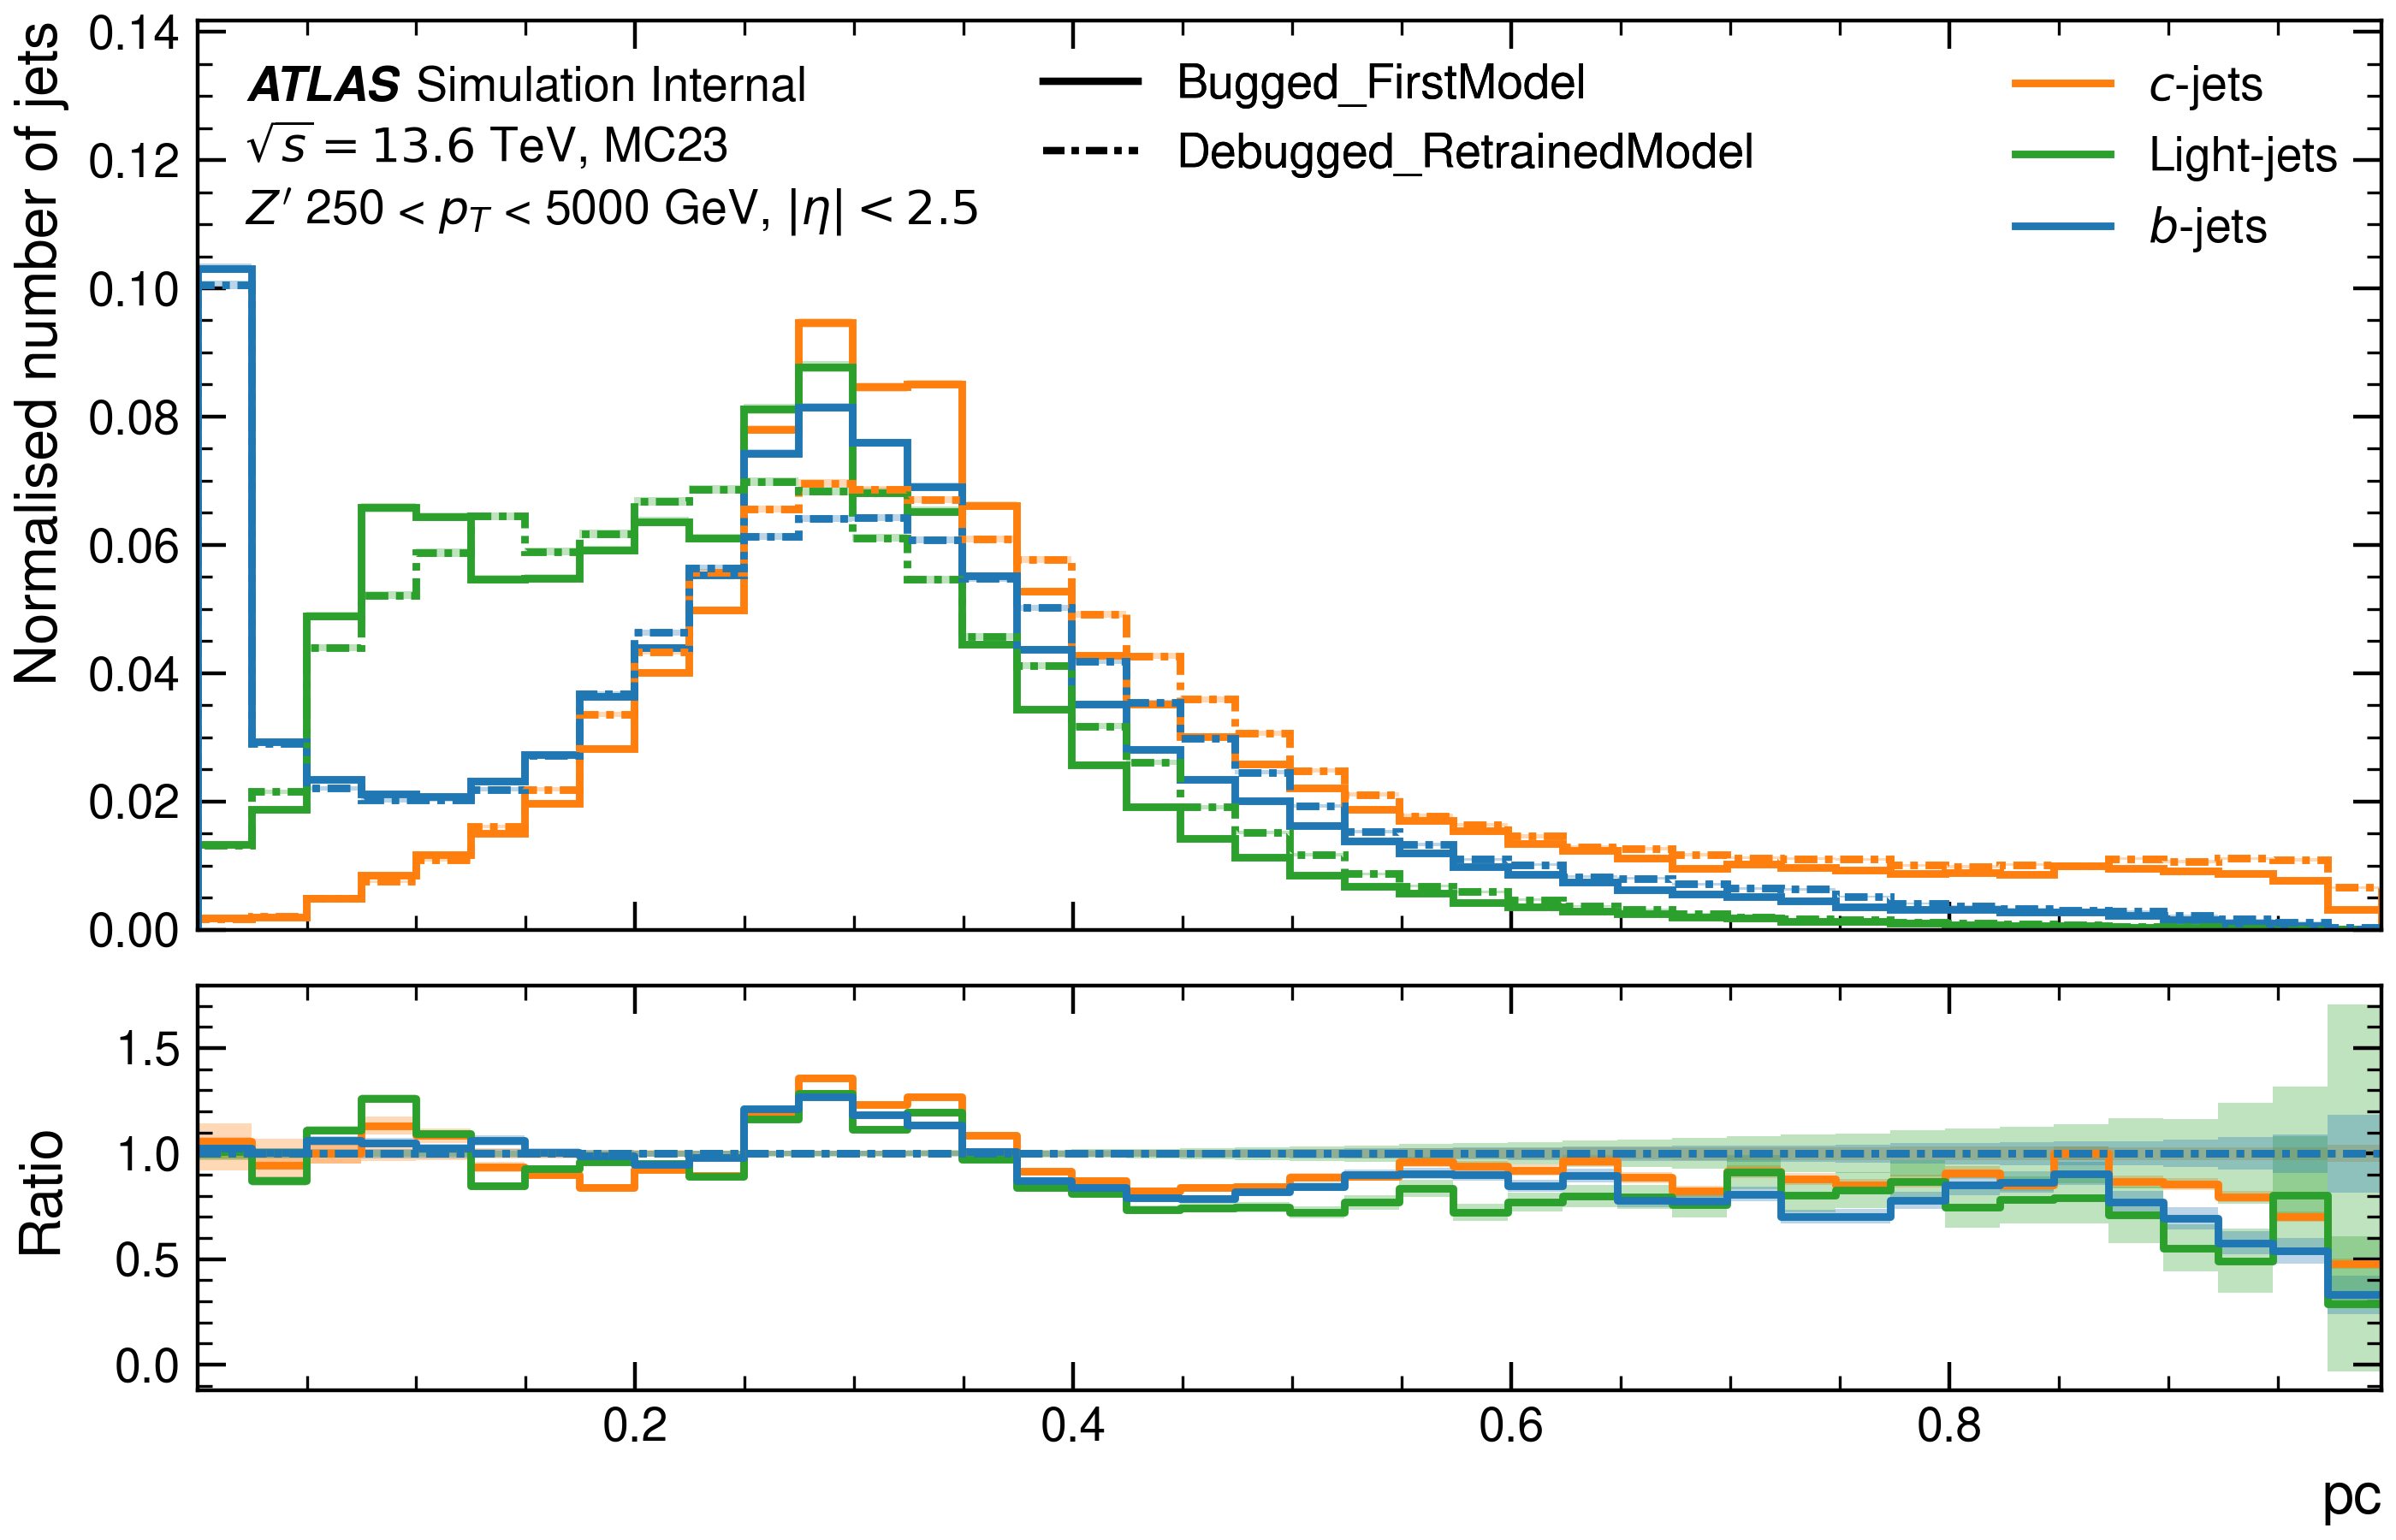 Normalised number of jets
0.14
0.12
0.10
0.08
0.06
0.04
0.02
0.00
ATLAS Simulation Internal
√s = 13.6 TeV, MC23
Z′ 250 < p_T < 5000 GeV, |η| < 2.5
Bugged_FirstModel
Debugged_RetrainedModel
c-jets
Light-jets
b-jets
Ratio
1.5
1.0
0.5
0.0
0.2 0.4 0.6 0.8
pc